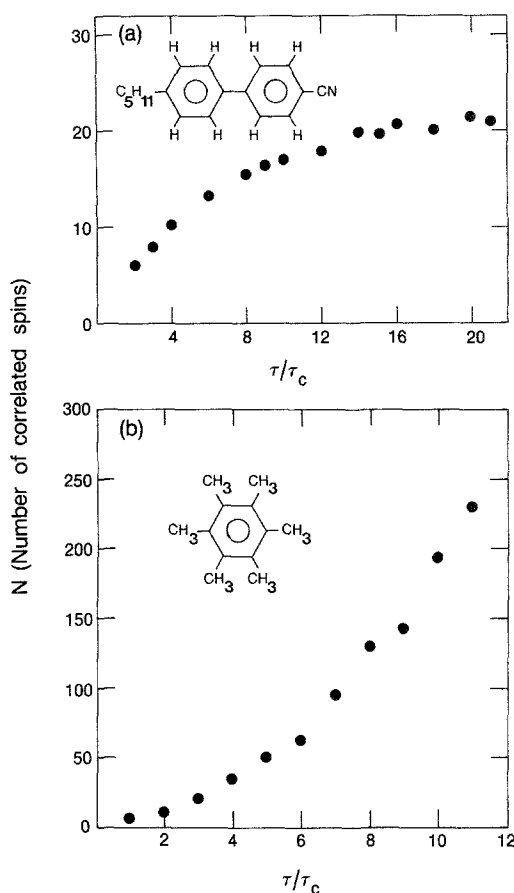 (a)
H H H H
C5H11 CN
H H H H
30
20
10
0
4 8 12 16 20
τ/τc
N (Number of correlated spins)
(b)
300
250
200
150
100
50
0
CH3 CH3
CH3 CH3
CH3 CH3
2 4 6 8 10 12
τ/τc